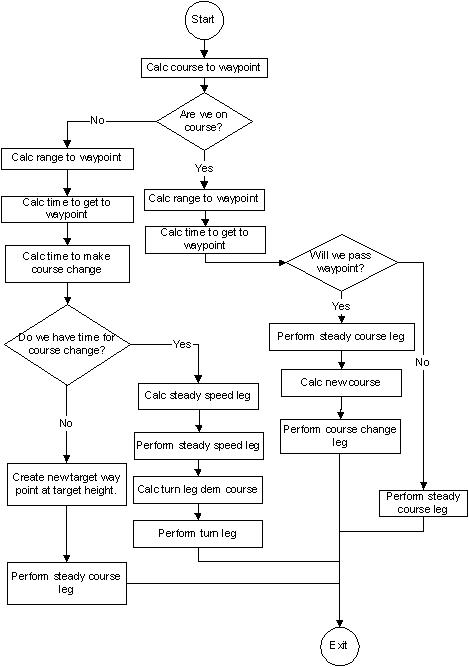 Start
Calc course to waypoint
Are we on
course?
No
Yes
Calc range to waypoint
Calc time to get to
waypoint
Calc time to make
course change
Do we have time for
course change?
Yes
No
Calc steady speed leg
Perform steady speed leg
Calc turn leg dem course
Perform turn leg
Create new target way
point at target height.
Perform steady course
leg
Calc range to waypoint
Calc time to get to
waypoint
Will we pass
waypoint?
Yes
No
Perform steady course leg
Calc new course
Perform course change
leg
Perform steady
course leg
Exit